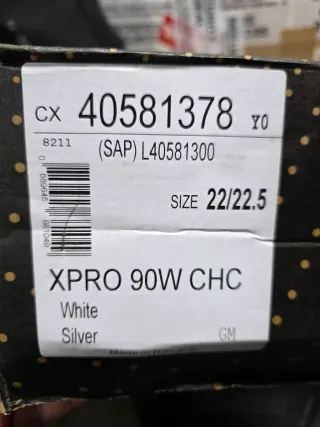 CX 40581378 Y0
8211
(SAP) L40581300
SIZE 22/22.5
XPRO 90W CHC
White
Silver GM